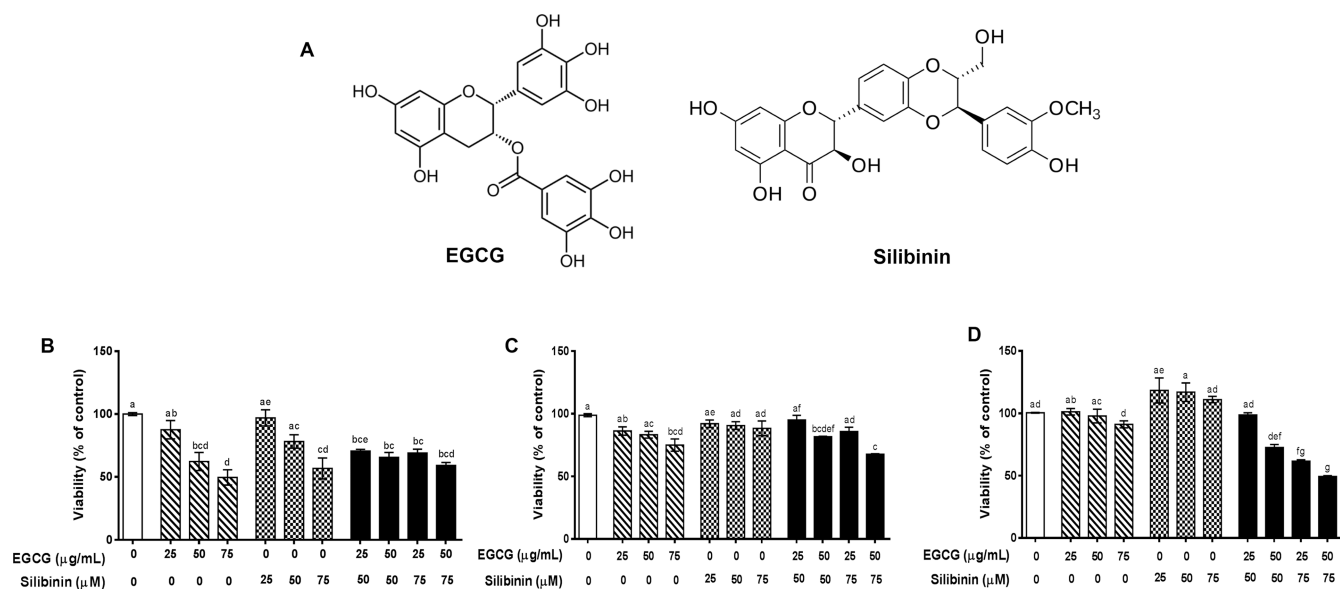 A
OH
OH
HO
O
OH
O
OH
O
OH
OH
OH
EGCG
OH
O
HO
O
O
OCH₃
OH
OH
OH
O
Silibinin
B
Viability (% of control)
150
100
50
0
a
ab
bcd
d
ae
ac
cd
bce
bc
bc
bcd
EGCG (μg/mL) 0 25 50 75 0 0 0 25 50 25 50
Silibinin (μM) 0 0 0 0 25 50 75 50 50 75 75
C
Viability (% of control)
150
100
50
0
a
ab
ac
bcd
ae
ad
ad
af
bcdef
ad
c
EGCG (μg/mL) 0 25 50 75 0 0 0 25 50 25 50
Silibinin (μM) 0 0 0 0 25 50 75 50 50 75 75
D
Viability (% of control)
150
100
50
0
ad
ab
ac
d
ae
a
ad
ad
def
fg
g
EGCG (μg/mL) 0 25 50 75 0 0 0 25 50 25 50
Silibinin (μM) 0 0 0 0 25 50 75 50 50 75 75